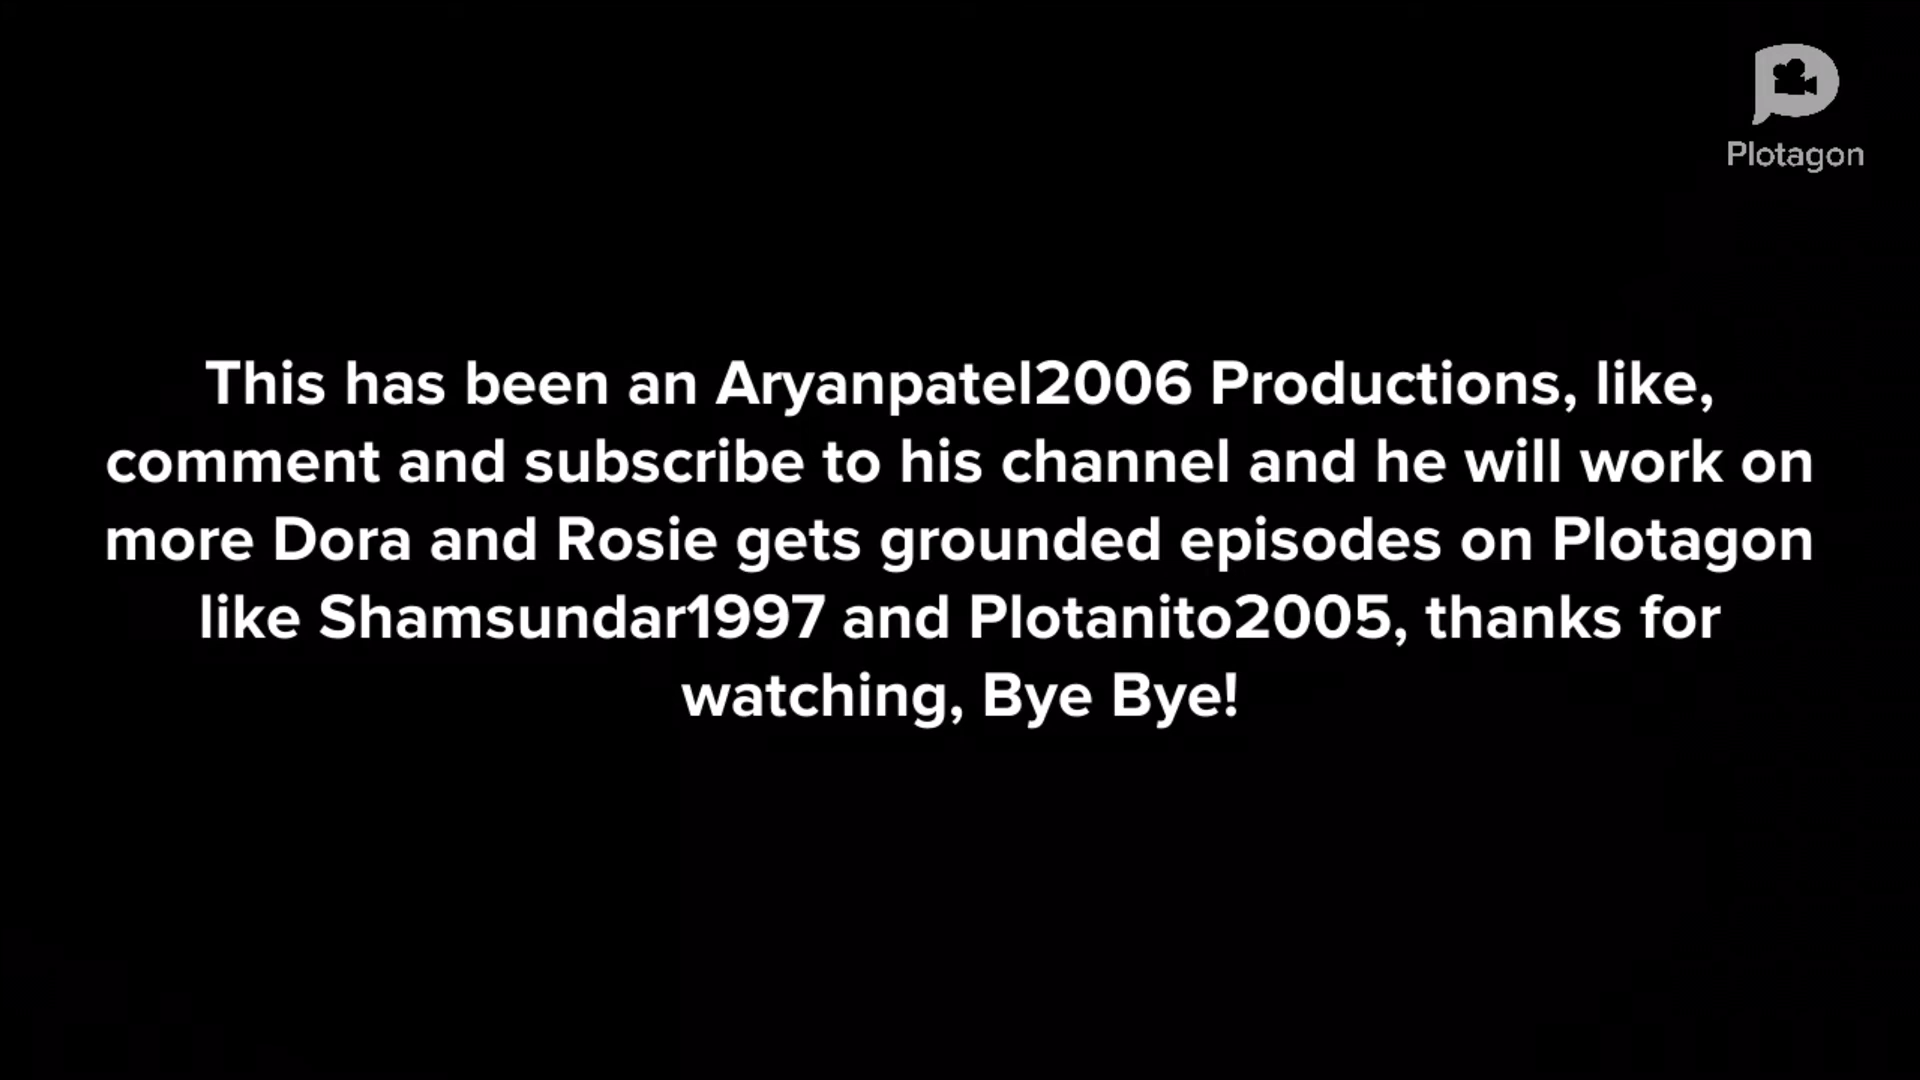 Plotagon
This has been an Aryanpatel2006 Productions, like,
comment and subscribe to his channel and he will work on
more Dora and Rosie gets grounded episodes on Plotagon
like Shamsundar1997 and Plotanito2005, thanks for
watching, Bye Bye!